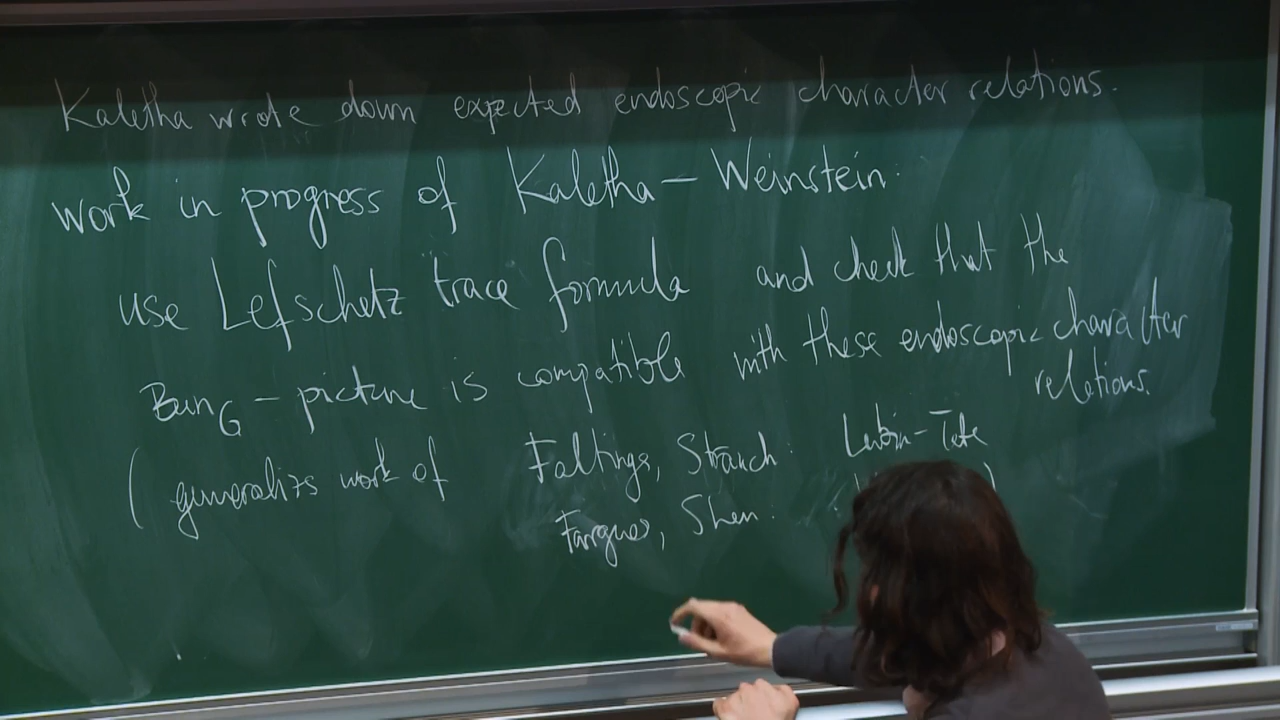 Kaletha wrote down expected endoscopic character relations.
work in progress of Kaletha – Weinstein:
use Lefschetz trace formula and check that the
Bun_G – picture is compatible with these endoscopic character
relations.
(generalizes work of Faltings, Strauch: Lubin-Tate
Fargues, Shen: